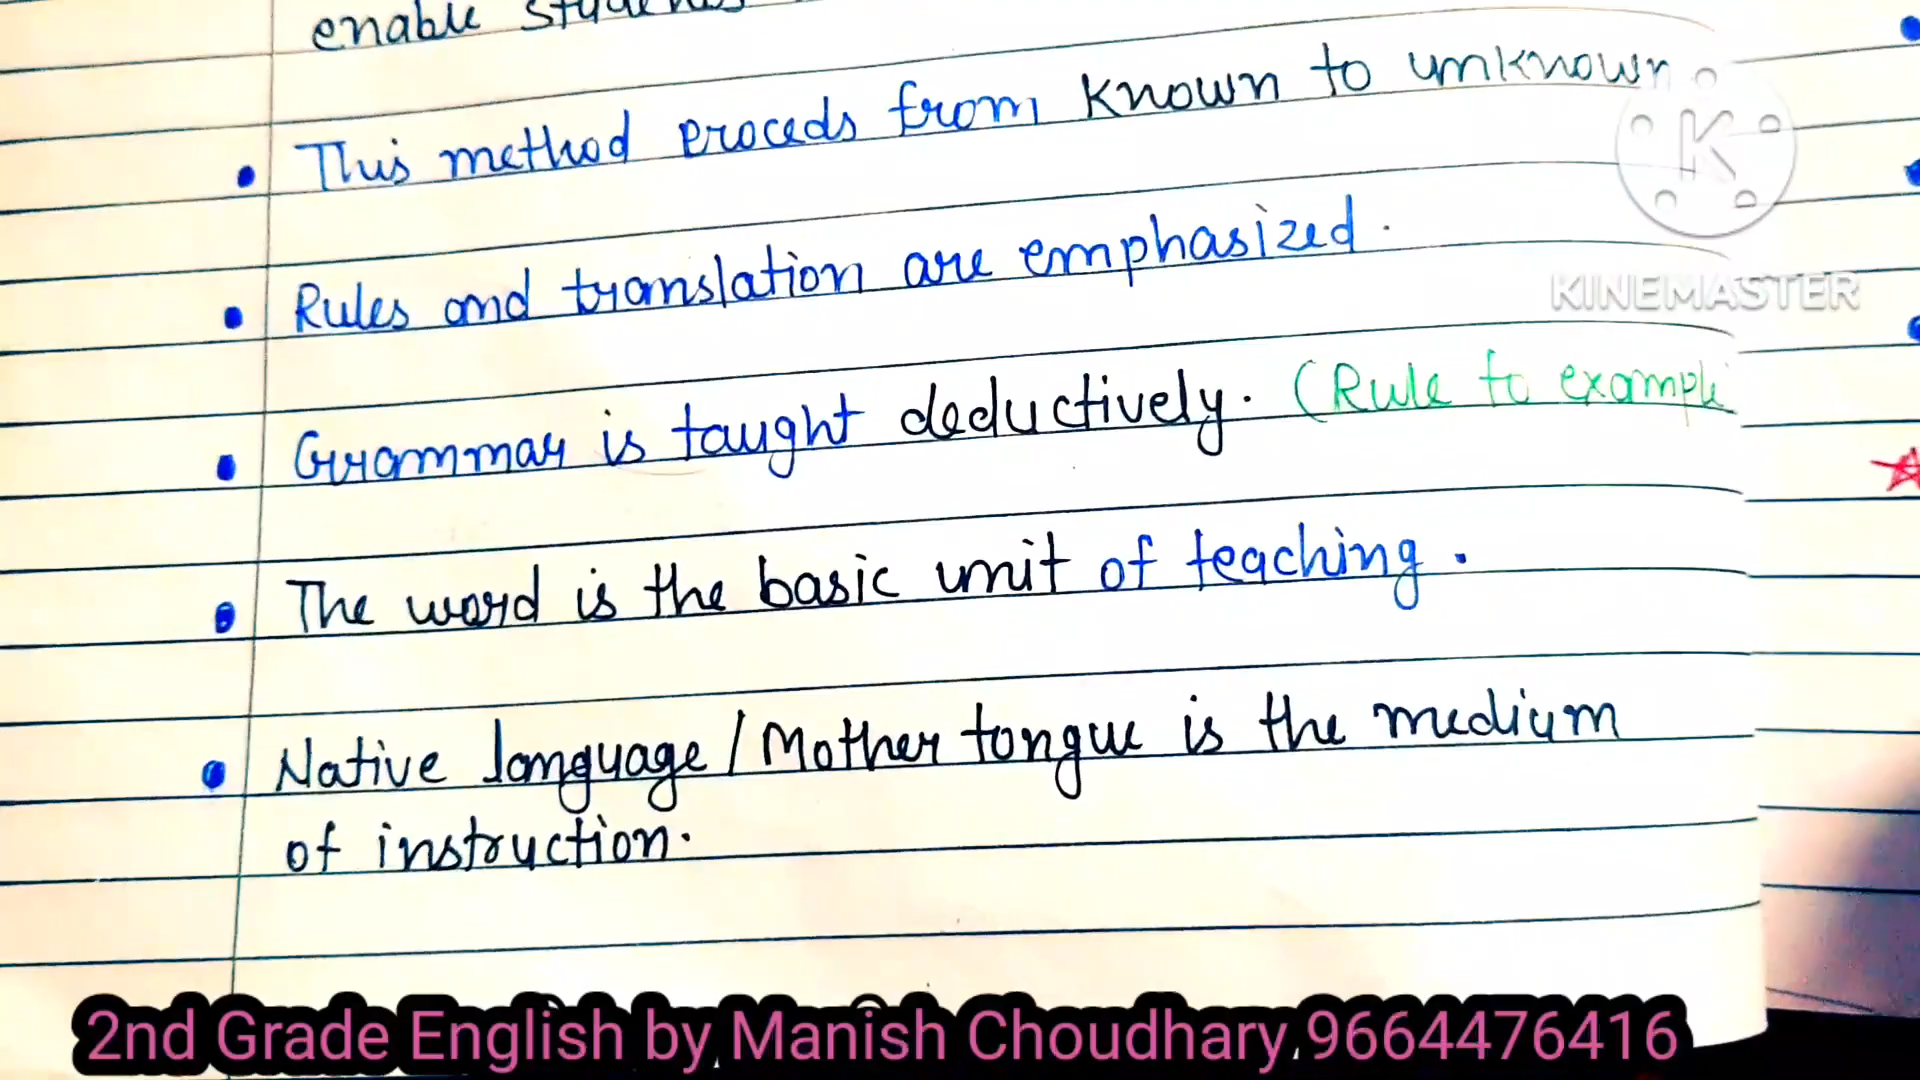 enable students
• This method proceds from known to unknown
• Rules and translation are emphasized.
• Grammar is taught deductively. (Rule to example
• The word is the basic unit of teaching.
• Native language / Mother tongue is the medium
of instruction.
K
KINEMASTER
2nd Grade English by Manish Choudhary 9664476416